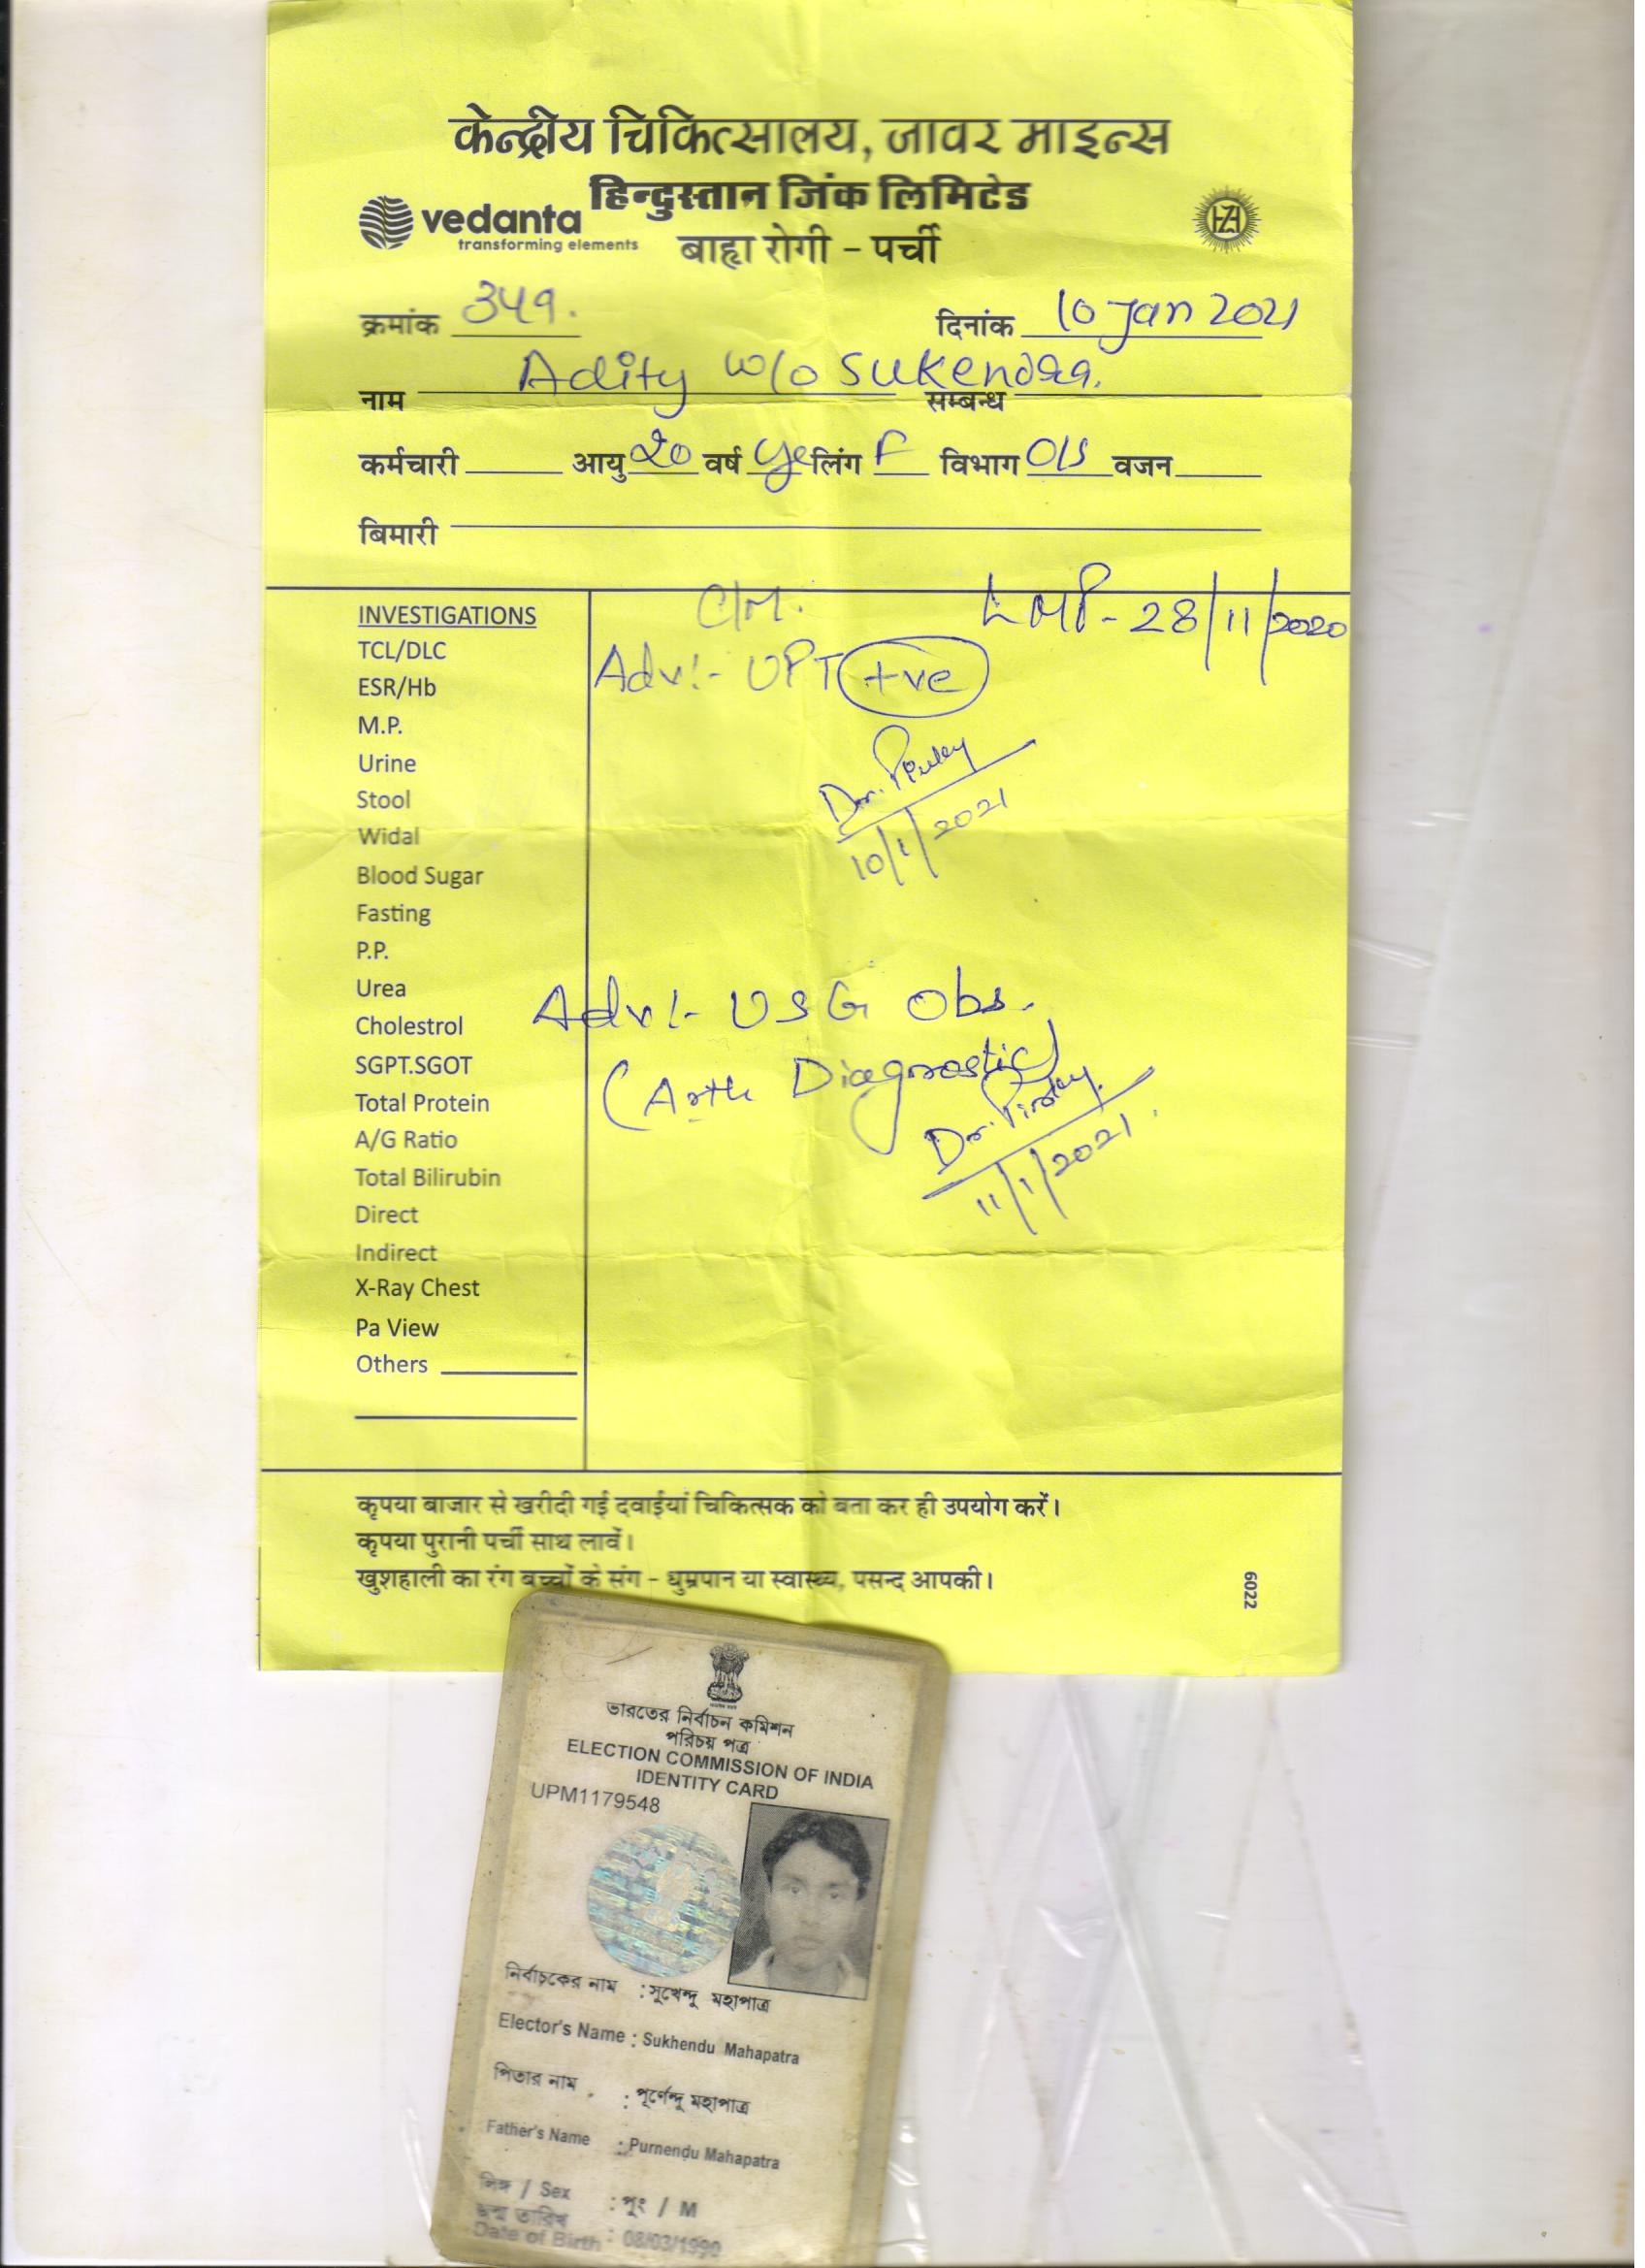 केन्द्रीय चिकित्सालय, जावर माइन्स
हिन्दुस्तान जिंक लिमिटेड
vedanta
transforming elements
बाह्य रोगी - पर्ची
क्रमांक 349. दिनांक 10 Jan 2021
नाम Adity w/o Sukendra. सम्बन्ध
कर्मचारी आयु 20 वर्ष लिंग F विभाग O/S वजन
बिमारी
INVESTIGATIONS
TCL/DLC
ESR/Hb
M.P.
Urine
Stool
Widal
Blood Sugar
Fasting
P.P.
Urea
Cholestrol
SGPT.SGOT
Total Protein
A/G Ratio
Total Bilirubin
Direct
Indirect
X-Ray Chest
Pa View
Others
LMP - 28/11/2020
Adv:- UPT +ve
Dr.
10/1/2021
Adv:- USG Obs.
(Arth Diagnostic)
Dr.
11/1/2021.
कृपया बाजार से खरीदी गई दवाईयां चिकित्सक को बता कर ही उपयोग करें।
कृपया पुरानी पर्ची साथ लावें।
खुशहाली का रंग बच्चों के संग - धुम्रपान या स्वास्थ्य, पसन्द आपकी।
6022
ভারতের নির্বাচন কমিশন
পরিচয় পত্র
ELECTION COMMISSION OF INDIA
IDENTITY CARD
UPM1179548
নির্বাচকের নাম : সুখেন্দু মহাপাত্র
Elector's Name : Sukhendu Mahapatra
পিতার নাম : পূর্ণেন্দু মহাপাত্র
Father's Name : Purnendu Mahapatra
লিঙ্গ / Sex : পুং / M
জন্ম তারিখ
Date of Birth : 08/03/1990